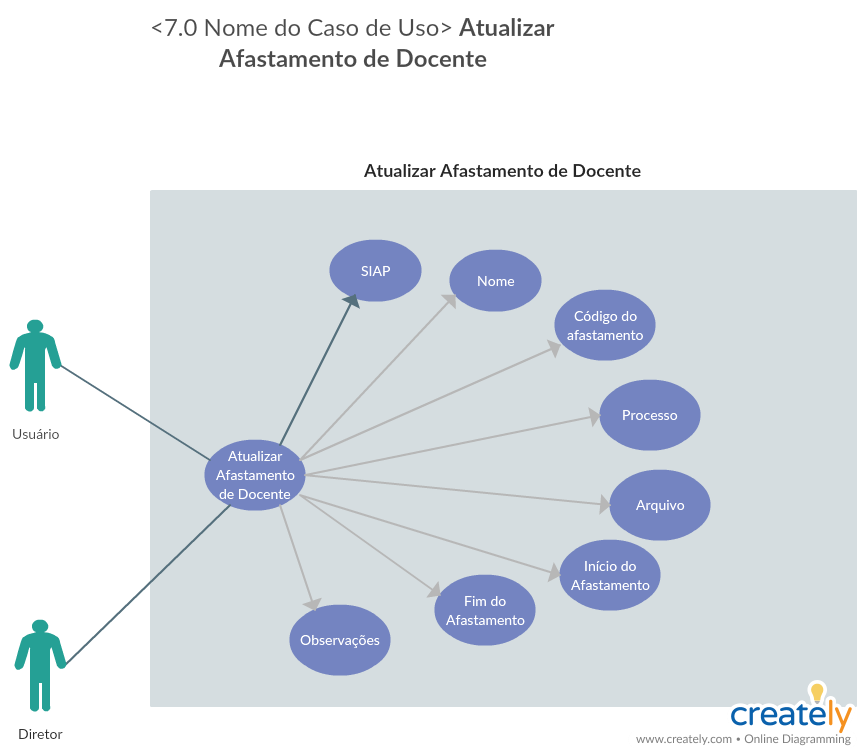 <7.0 Nome do Caso de Uso> Atualizar
Afastamento de Docente
Atualizar Afastamento de Docente
SIAP
Nome
Código do
afastamento
Processo
Usuário
Atualizar
Afastamento
de Docente
Arquivo
Início do
Afastamento
Fim do
Afastamento
Observações
Diretor
creately
www.creately.com • Online Diagramming